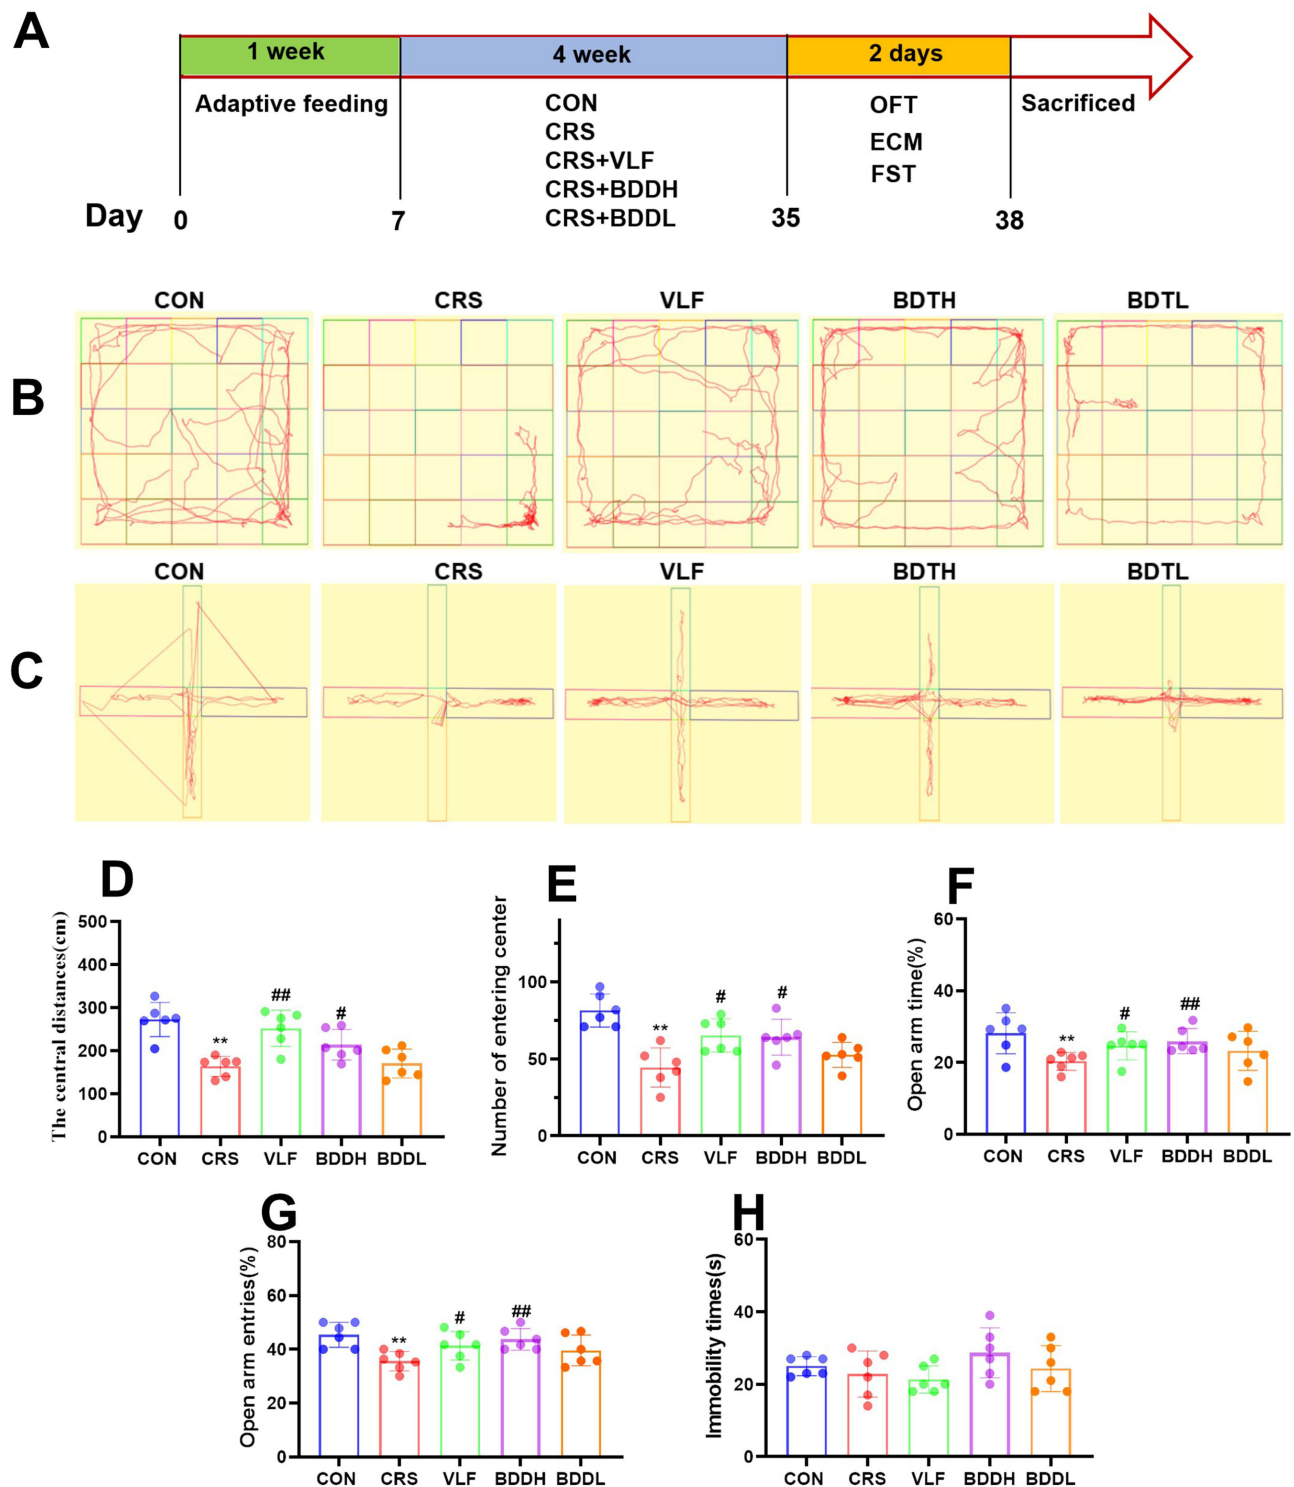 A
1 week
4 week
2 days
Adaptive feeding
CON
CRS
CRS+VLF
CRS+BDDH
CRS+BDDL
OFT
ECM
FST
Sacrificed
Day 0 7 35 38
CON CRS VLF BDTH BDTL
B
CON CRS VLF BDTH BDTL
C
D
The central distances(cm)
500
400
300
200
100
0
**
##
#
CON CRS VLF BDDH BDDL
E
Number of entering center
100
50
0
**
#
#
CON CRS VLF BDDH BDDL
F
Open arm time(%)
60
40
20
0
**
#
##
CON CRS VLF BDDH BDDL
G
Open arm entries(%)
80
60
40
20
0
**
#
##
CON CRS VLF BDDH BDDL
H
Immobility times(s)
60
40
20
0
CON CRS VLF BDDH BDDL